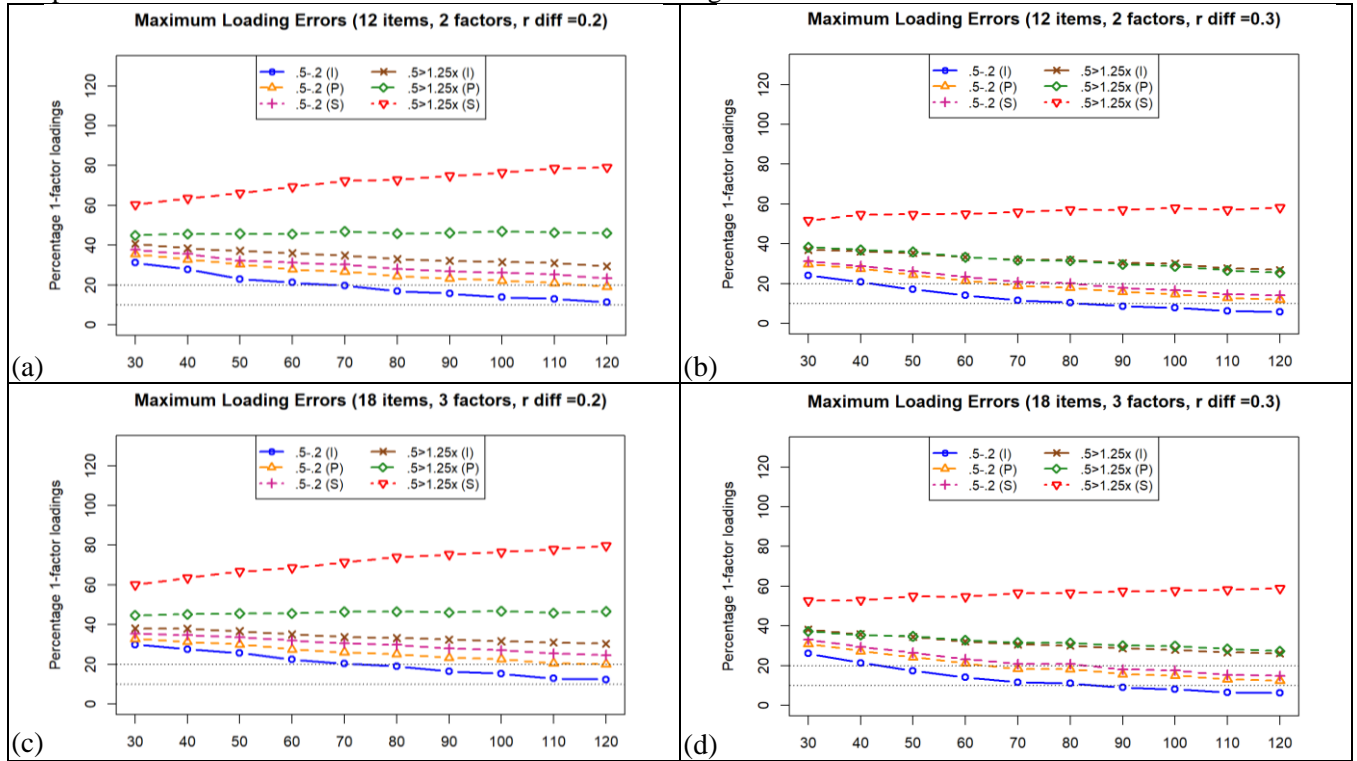 Maximum Loading Errors (12 items, 2 factors, r diff =0.2)
Percentage 1-factor loadings
.5-.2 (I) .5>1.25x (I)
.5-.2 (P) .5>1.25x (P)
.5-.2 (S) .5>1.25x (S)
120
100
80
60
40
20
0
30 40 50 60 70 80 90 100 110 120
(a)
Maximum Loading Errors (12 items, 2 factors, r diff =0.3)
Percentage 1-factor loadings
.5-.2 (I) .5>1.25x (I)
.5-.2 (P) .5>1.25x (P)
.5-.2 (S) .5>1.25x (S)
120
100
80
60
40
20
0
30 40 50 60 70 80 90 100 110 120
(b)
Maximum Loading Errors (18 items, 3 factors, r diff =0.2)
Percentage 1-factor loadings
.5-.2 (I) .5>1.25x (I)
.5-.2 (P) .5>1.25x (P)
.5-.2 (S) .5>1.25x (S)
120
100
80
60
40
20
0
30 40 50 60 70 80 90 100 110 120
(c)
Maximum Loading Errors (18 items, 3 factors, r diff =0.3)
Percentage 1-factor loadings
.5-.2 (I) .5>1.25x (I)
.5-.2 (P) .5>1.25x (P)
.5-.2 (S) .5>1.25x (S)
120
100
80
60
40
20
0
30 40 50 60 70 80 90 100 110 120
(d)